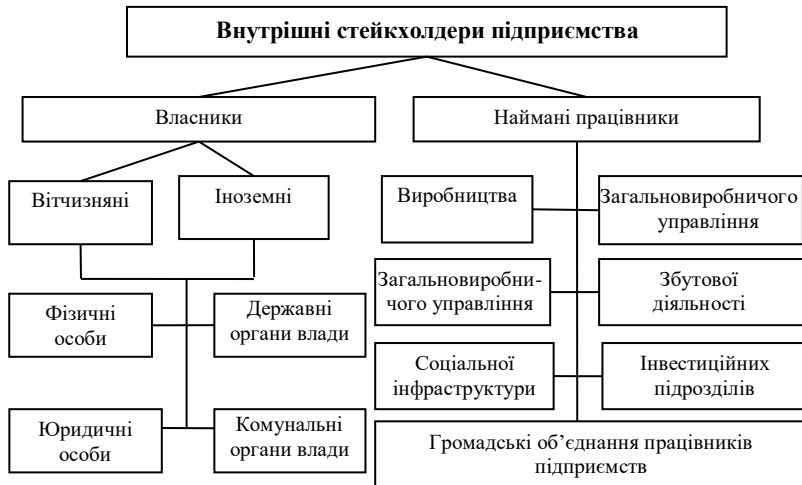 Внутрішні стейкхолдери підприємства
Власники
Наймані працівники
Вітчизняні
Іноземні
Виробництва
Загальновиробничого
управління
Загальновиробни-
чого управління
Збутової
діяльності
Фізичні
особи
Державні
органи влади
Соціальної
інфраструктури
Інвестиційних
підрозділів
Юридичні
особи
Комунальні
органи влади
Громадські об’єднання працівників
підприємств